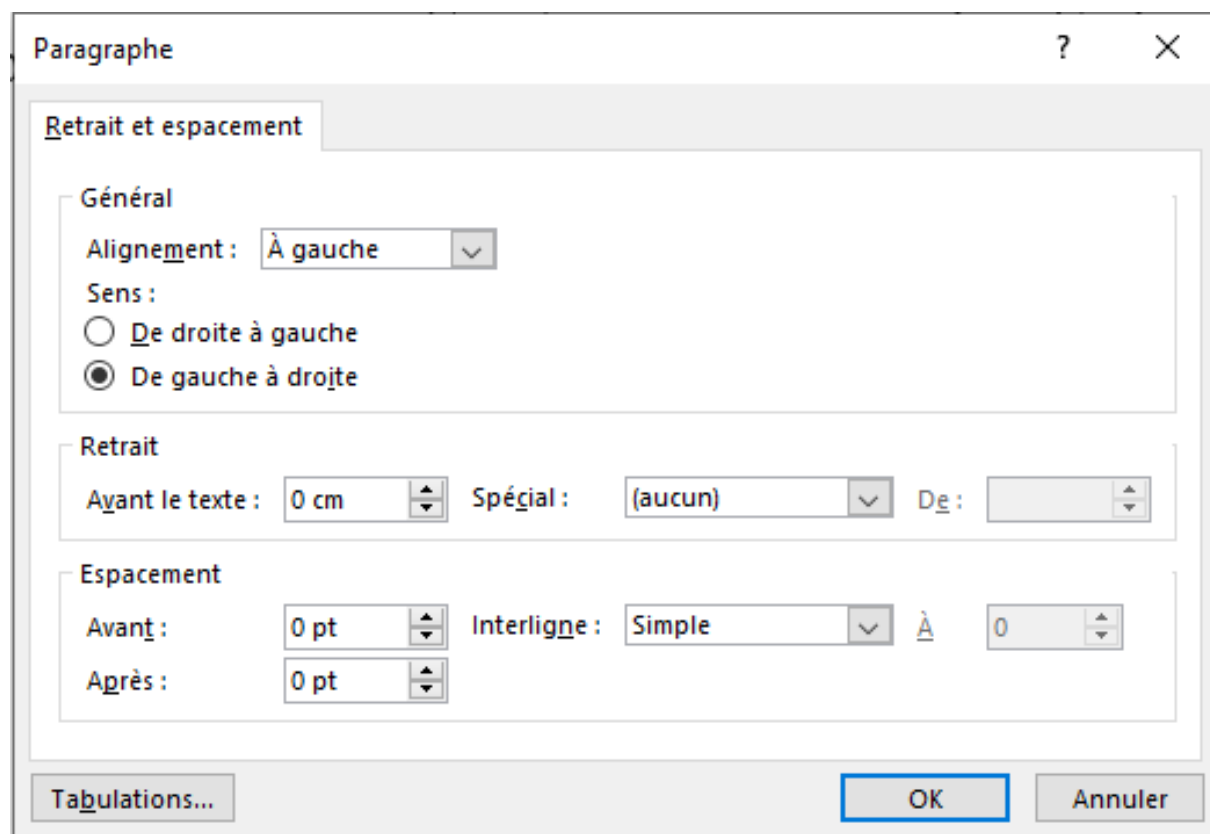 Paragraphe ?
Retrait et espacement
Général
Alignement : À gauche
Sens :
De droite à gauche
De gauche à droite
Retrait
Avant le texte : 0 cm Spécial : (aucun) De :
Espacement
Avant : 0 pt Interligne : Simple À 0
Après : 0 pt
Tabulations... OK Annuler